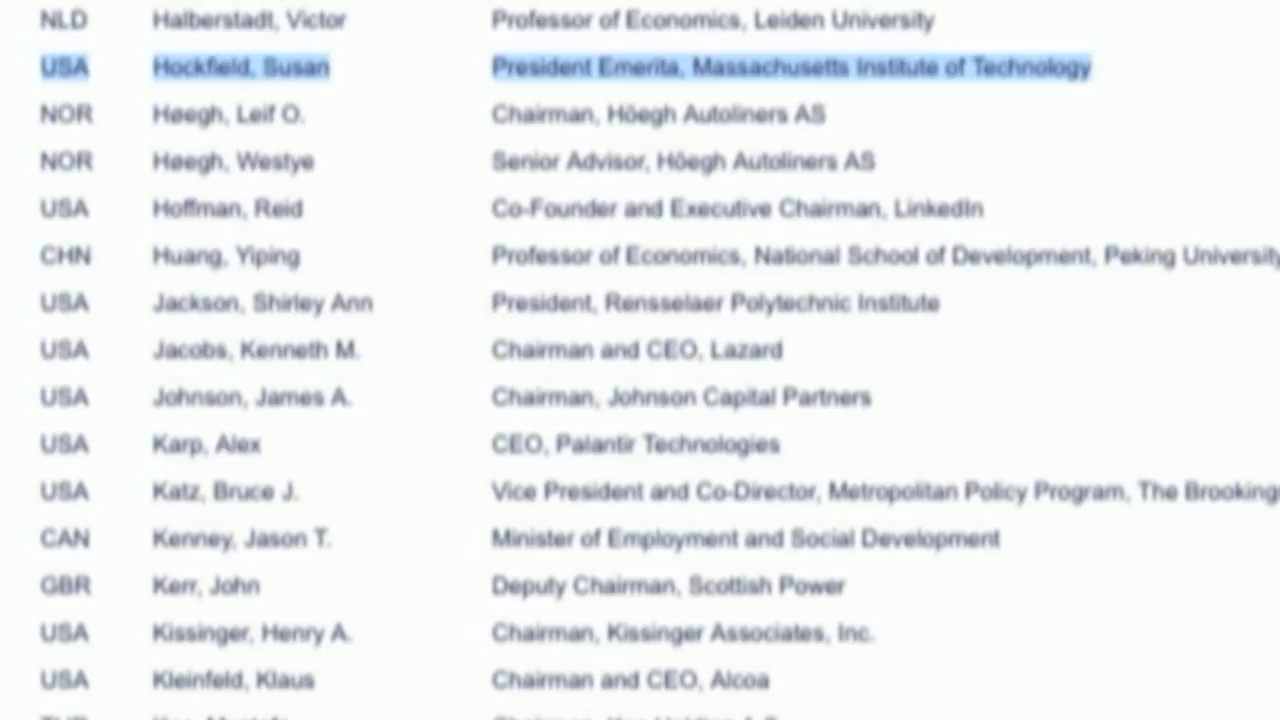 NLD Halberstadt, Victor Professor of Economics, Leiden University
USA Hockfield, Susan President Emerita, Massachusetts Institute of Technology
NOR Høegh, Leif O. Chairman, Höegh Autoliners AS
NOR Høegh, Westye Senior Advisor, Höegh Autoliners AS
USA Hoffman, Reid Co-Founder and Executive Chairman, LinkedIn
CHN Huang, Yiping Professor of Economics, National School of Development, Peking University
USA Jackson, Shirley Ann President, Rensselaer Polytechnic Institute
USA Jacobs, Kenneth M. Chairman and CEO, Lazard
USA Johnson, James A. Chairman, Johnson Capital Partners
USA Karp, Alex CEO, Palantir Technologies
USA Katz, Bruce J. Vice President and Co-Director, Metropolitan Policy Program, The Brookings
CAN Kenney, Jason T. Minister of Employment and Social Development
GBR Kerr, John Deputy Chairman, Scottish Power
USA Kissinger, Henry A. Chairman, Kissinger Associates, Inc.
USA Kleinfeld, Klaus Chairman and CEO, Alcoa